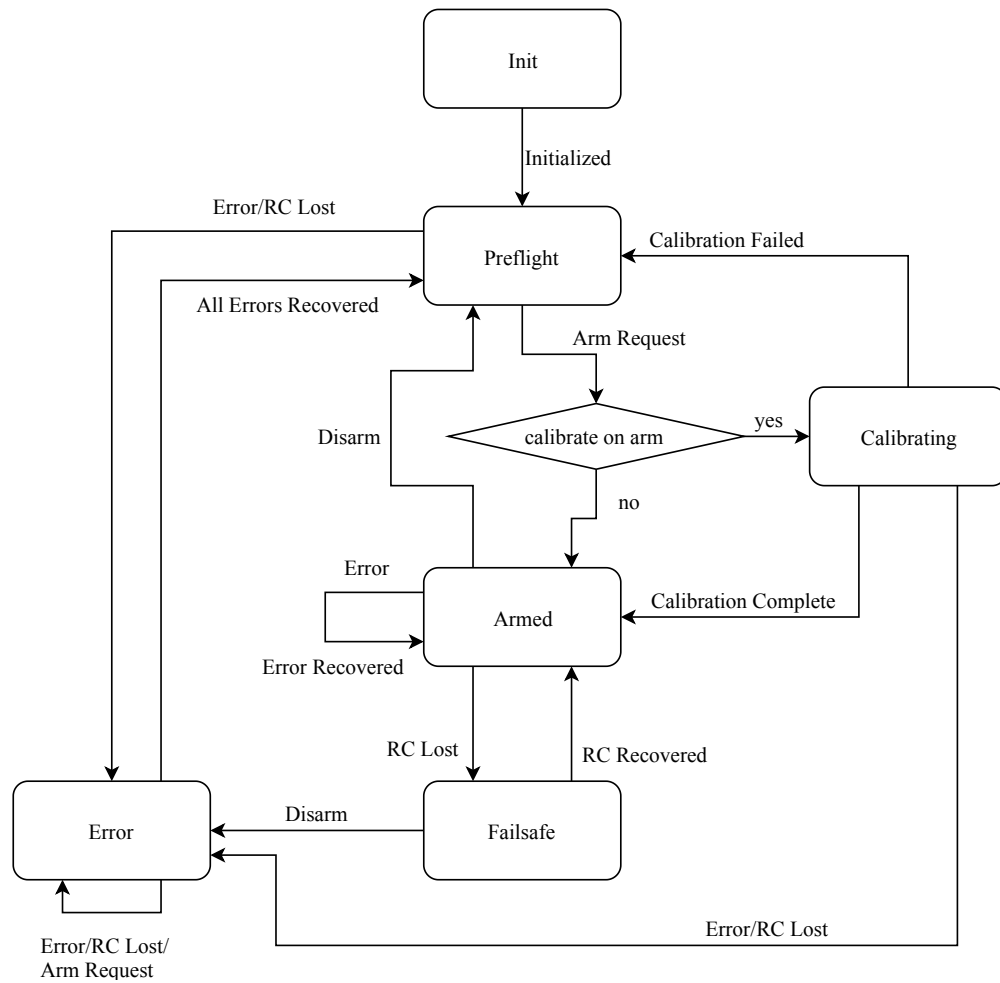 Init
Initialized
Error/RC Lost
Preflight
Calibration Failed
All Errors Recovered
Arm Request
Disarm
calibrate on arm
yes
Calibrating
no
Error
Armed
Calibration Complete
Error Recovered
RC Lost
RC Recovered
Error
Disarm
Failsafe
Error/RC Lost
Error/RC Lost/
Arm Request